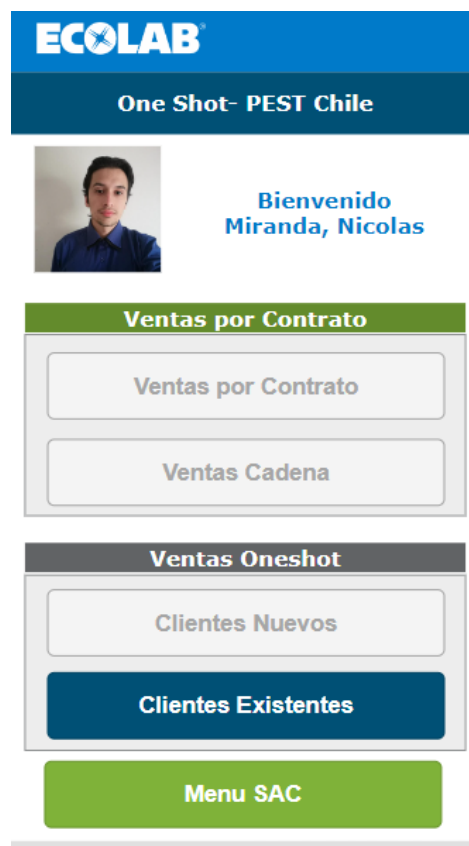 ECOLAB®
One Shot- PEST Chile
Bienvenido
Miranda, Nicolas
Ventas por Contrato
Ventas por Contrato
Ventas Cadena
Ventas Oneshot
Clientes Nuevos
Clientes Existentes
Menu SAC